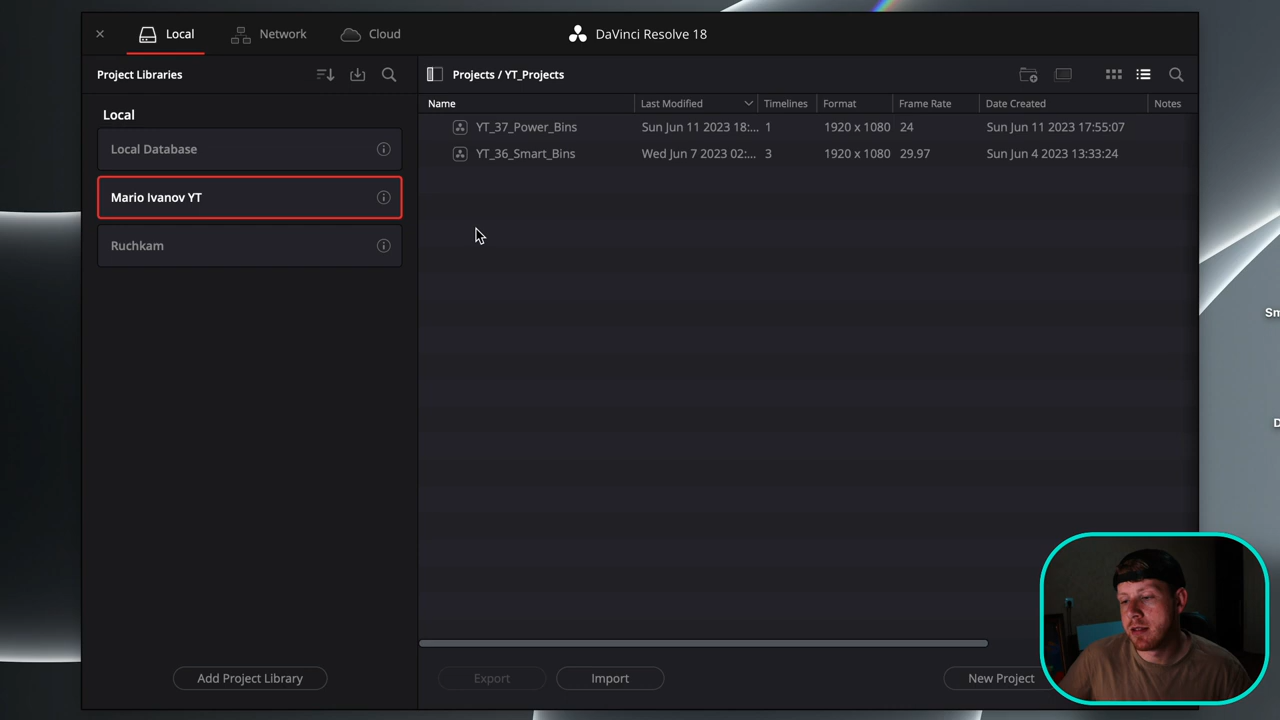 Local
Network
Cloud
DaVinci Resolve 18
Project Libraries
Projects / YT_Projects
Name
Last Modified
Timelines
Format
Frame Rate
Date Created
Notes
Local
YT_37_Power_Bins
Sun Jun 11 2023 18:...
1
1920 x 1080
24
Sun Jun 11 2023 17:55:07
Local Database
YT_36_Smart_Bins
Wed Jun 7 2023 02:...
3
1920 x 1080
29.97
Sun Jun 4 2023 13:33:24
Mario Ivanov YT
Ruchkam
Sm
D
Add Project Library
Export
Import
New Project